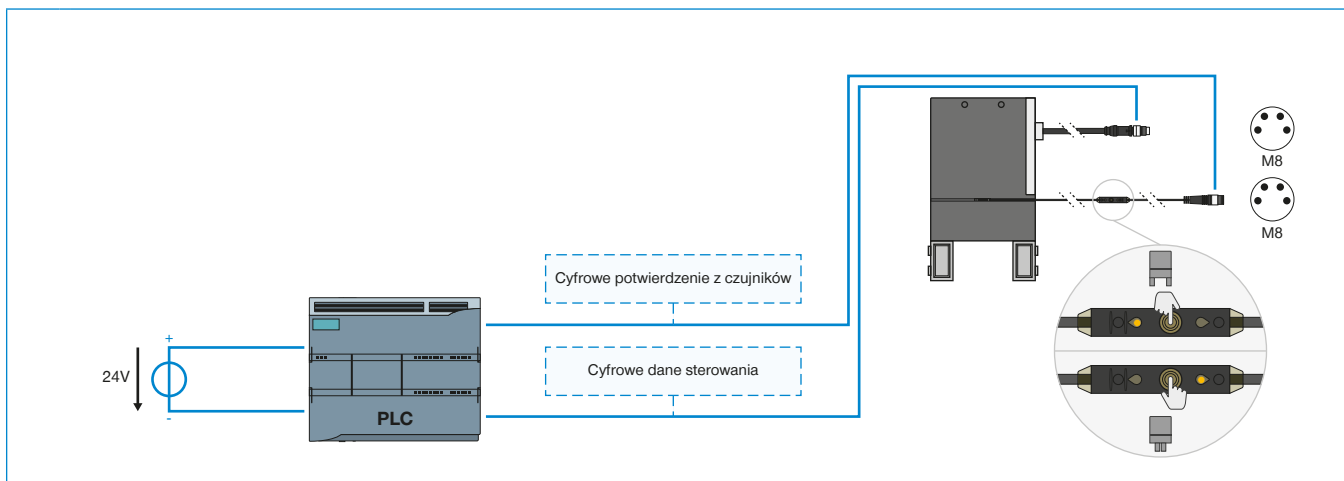 M8
M8
Cyfrowe potwierdzenie z czujników
Cyfrowe dane sterowania
+
24V
-
PLC